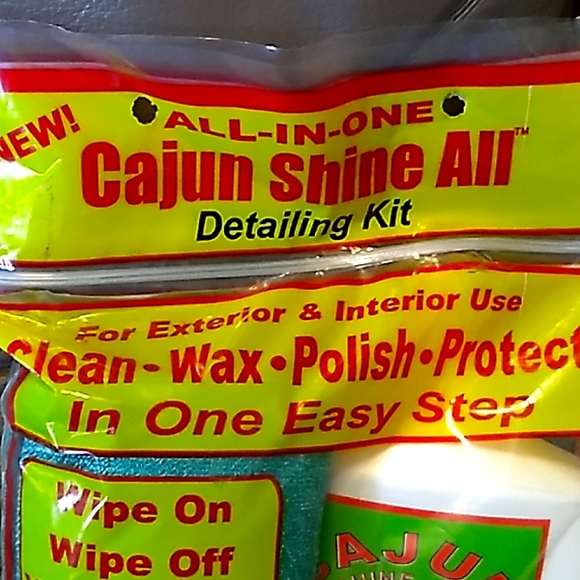 NEW!
ALL-IN-ONE
Cajun Shine All™
Detailing Kit
For Exterior & Interior Use
Clean-Wax•Polish•Protect
In One Easy Step
Wipe On
Wipe Off
CAJUN